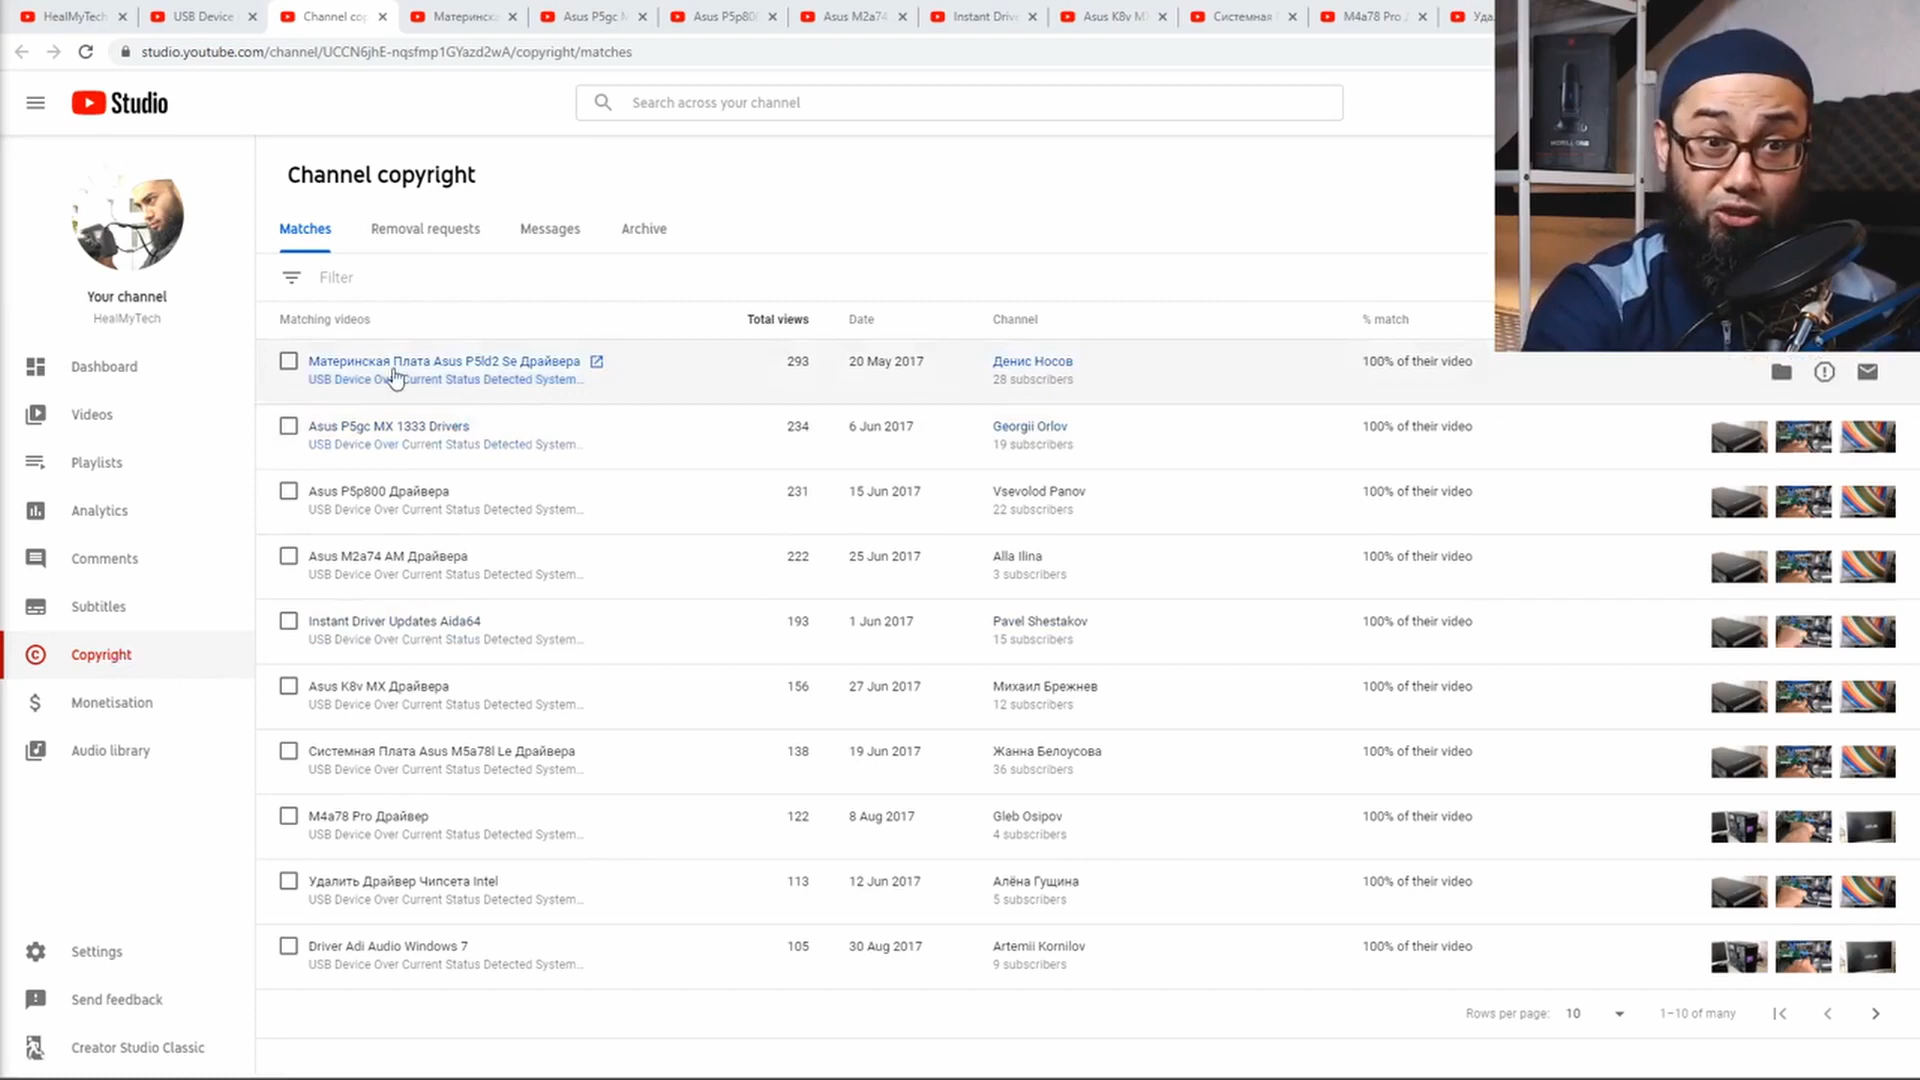 HealMyTech
USB Device
Channel cop
Материнска
Asus P5gc M
Asus P5p80
Asus M2a74
Instant Drive
Asus K8v MX
Системная
M4a78 Pro
Уда
studio.youtube.com/channel/UCCN6jhE-nqsfmp1GYazd2wA/copyright/matches
Studio
Search across your channel
Your channel
HealMyTech
Dashboard
Videos
Playlists
Analytics
Comments
Subtitles
Copyright
Monetisation
Audio library
Settings
Send feedback
Creator Studio Classic
Channel copyright
Matches Removal requests Messages Archive
Filter
Matching videos Total views Date Channel % match
Материнская Плата Asus P5ld2 Se Драйвера 293 20 May 2017 Денис Носов 100% of their video
USB Device Over Current Status Detected System... 28 subscribers
Asus P5gc MX 1333 Drivers 234 6 Jun 2017 Georgii Orlov 100% of their video
USB Device Over Current Status Detected System... 19 subscribers
Asus P5p800 Драйвера 231 15 Jun 2017 Vsevolod Panov 100% of their video
USB Device Over Current Status Detected System... 22 subscribers
Asus M2a74 AM Драйвера 222 25 Jun 2017 Alla Ilina 100% of their video
USB Device Over Current Status Detected System... 3 subscribers
Instant Driver Updates Aida64 193 1 Jun 2017 Pavel Shestakov 100% of their video
USB Device Over Current Status Detected System... 15 subscribers
Asus K8v MX Драйвера 156 27 Jun 2017 Михаил Брежнев 100% of their video
USB Device Over Current Status Detected System... 12 subscribers
Системная Плата Asus M5a78l Le Драйвера 138 19 Jun 2017 Жанна Белоусова 100% of their video
USB Device Over Current Status Detected System... 36 subscribers
M4a78 Pro Драйвер 122 8 Aug 2017 Gleb Osipov 100% of their video
USB Device Over Current Status Detected System... 4 subscribers
Удалить Драйвер Чипсета Intel 113 12 Jun 2017 Алёна Гущина 100% of their video
USB Device Over Current Status Detected System... 5 subscribers
Driver Adi Audio Windows 7 105 30 Aug 2017 Artemii Kornilov 100% of their video
USB Device Over Current Status Detected System... 9 subscribers
Rows per page: 10 1–10 of many